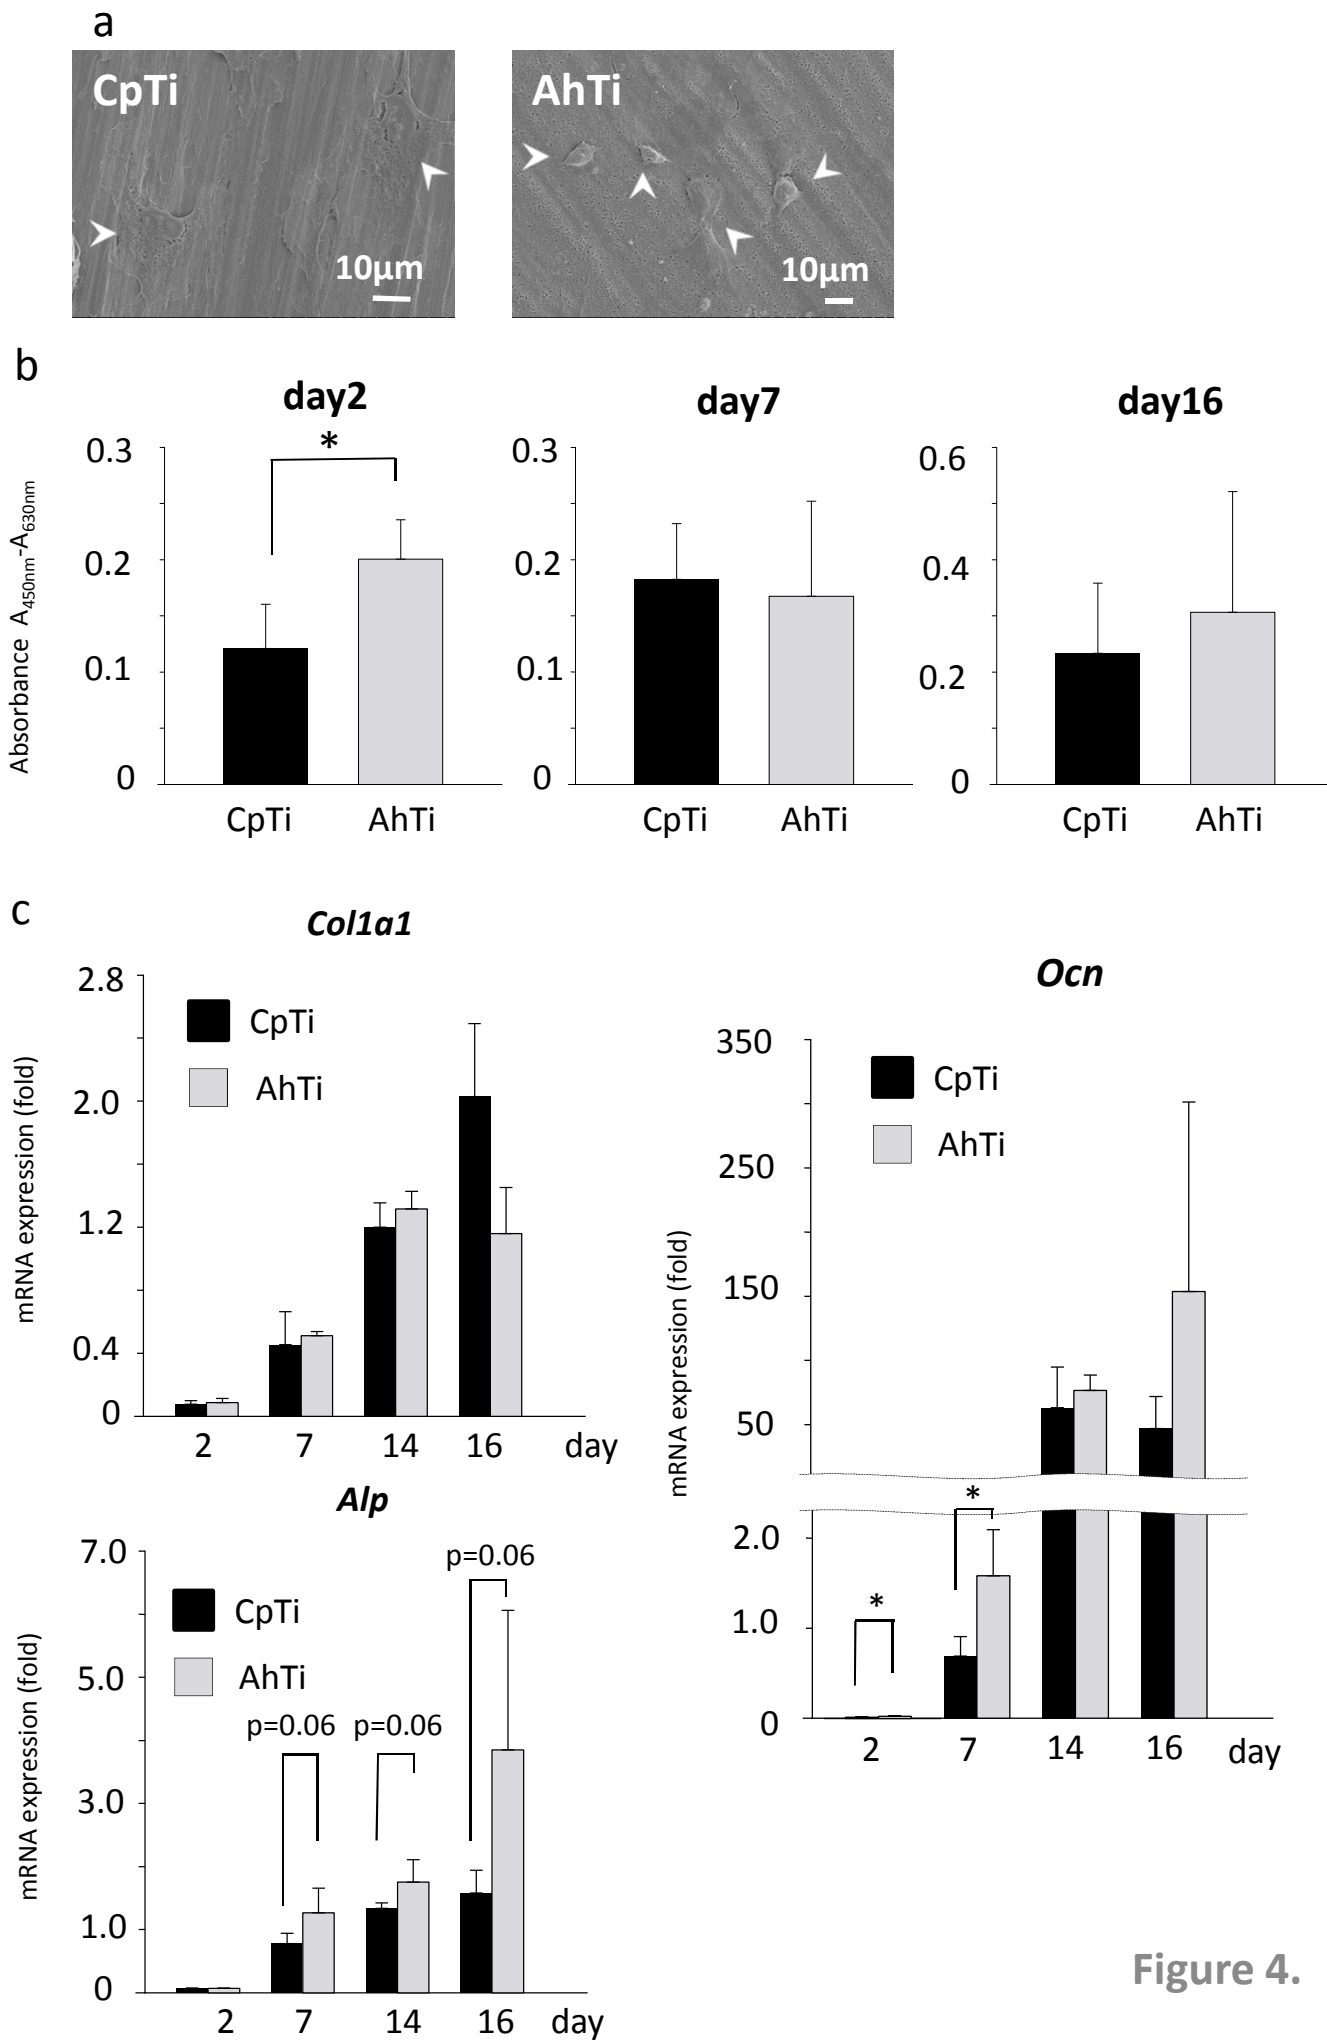 a
CpTi
10µm
AhTi
10µm
b
day2
day7
day16
Absorbance A450nm-A630nm
0.3
0.2
0.1
0
*
CpTi
AhTi
0.3
0.2
0.1
0
CpTi
AhTi
0.6
0.4
0.2
0
CpTi
AhTi
c
Col1a1
mRNA expression (fold)
2.8
2.0
1.2
0.4
0
CpTi
AhTi
2 7 14 16 day
Ocn
mRNA expression (fold)
350
250
150
50
2.0
1.0
0
CpTi
AhTi
*
*
2 7 14 16 day
Alp
mRNA expression (fold)
7.0
5.0
3.0
1.0
0
CpTi
AhTi
p=0.06
p=0.06 p=0.06
2 7 14 16 day
Figure 4.